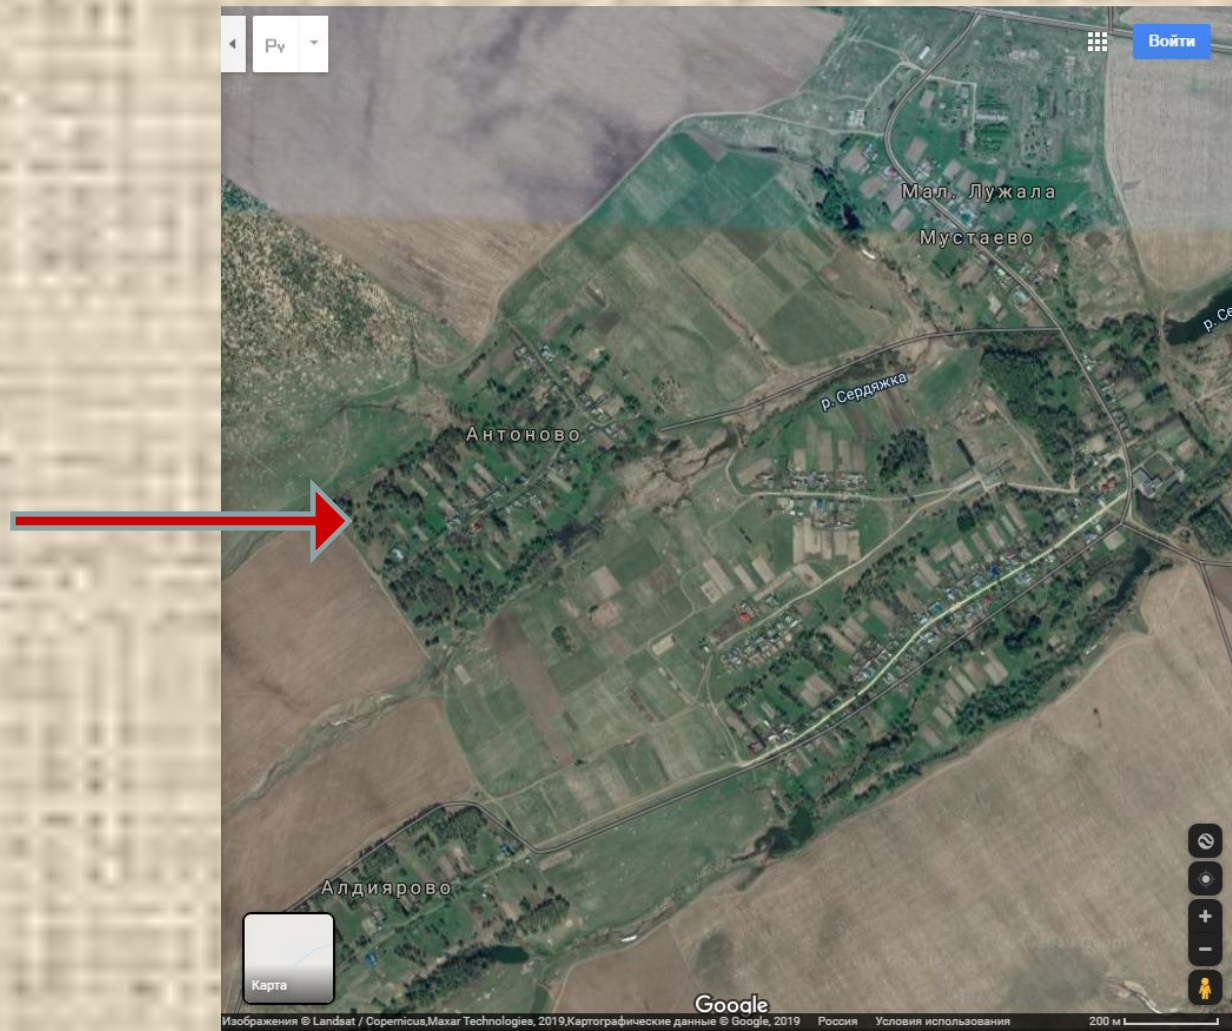 Ру
Войти
Мал. Лужала
Мустаево
р. Се
р. Сердяжка
Антоново
Алдиярово
Карта
Google
Изображения © Landsat / Copernicus,Maxar Technologies, 2019,Картографические данные © Google, 2019 Россия Условия использования 200 м